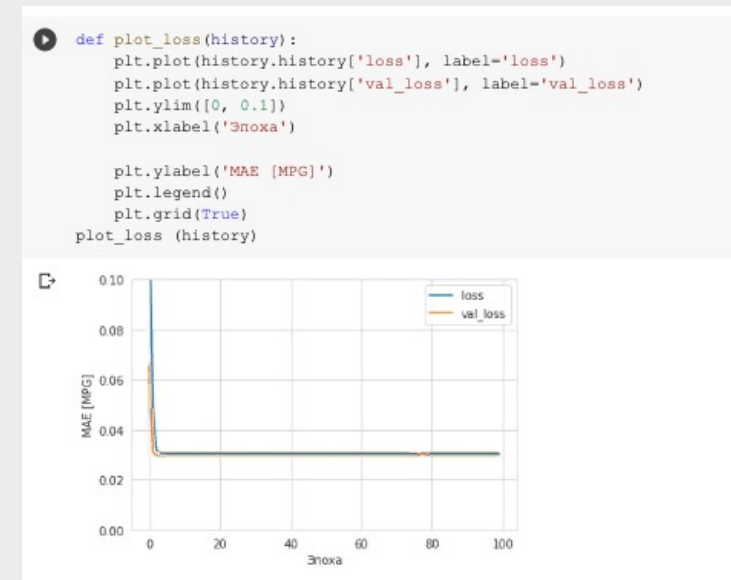 def plot_loss(history):
plt.plot(history.history['loss'], label='loss')
plt.plot(history.history['val_loss'], label='val_loss')
plt.ylim([0, 0.1])
plt.xlabel('Эпоха')
plt.ylabel('MAE [MPG]')
plt.legend()
plt.grid(True)
plot_loss (history)
0.10
loss
val_loss
0.08
0.06
MAE [MPG]
0.04
0.02
0.00
0 20 40 60 80 100
Эпоха